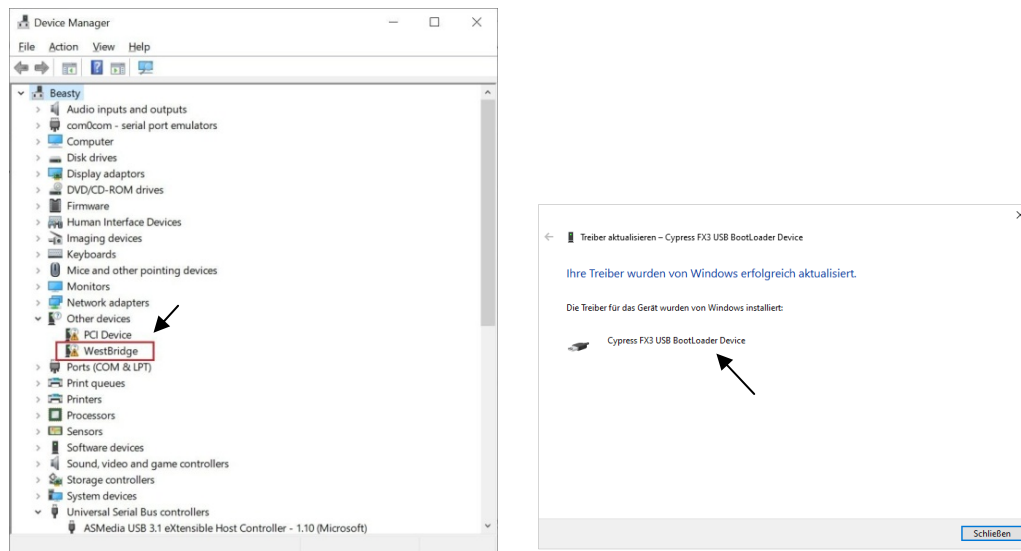 Device Manager
File Action View Help
Beasty
Audio inputs and outputs
com0com - serial port emulators
Computer
Disk drives
Display adaptors
DVD/CD-ROM drives
Firmware
Human Interface Devices
Imaging devices
Keyboards
Mice and other pointing devices
Monitors
Network adapters
Other devices
PCI Device
WestBridge
Ports (COM & LPT)
Print queues
Printers
Processors
Sensors
Software devices
Sound, video and game controllers
Storage controllers
System devices
Universal Serial Bus controllers
ASMedia USB 3.1 eXtensible Host Controller - 1.10 (Microsoft)
Treiber aktualisieren – Cypress FX3 USB BootLoader Device
Ihre Treiber wurden von Windows erfolgreich aktualisiert.
Die Treiber für das Gerät wurden von Windows installiert:
Cypress FX3 USB BootLoader Device
Schließen